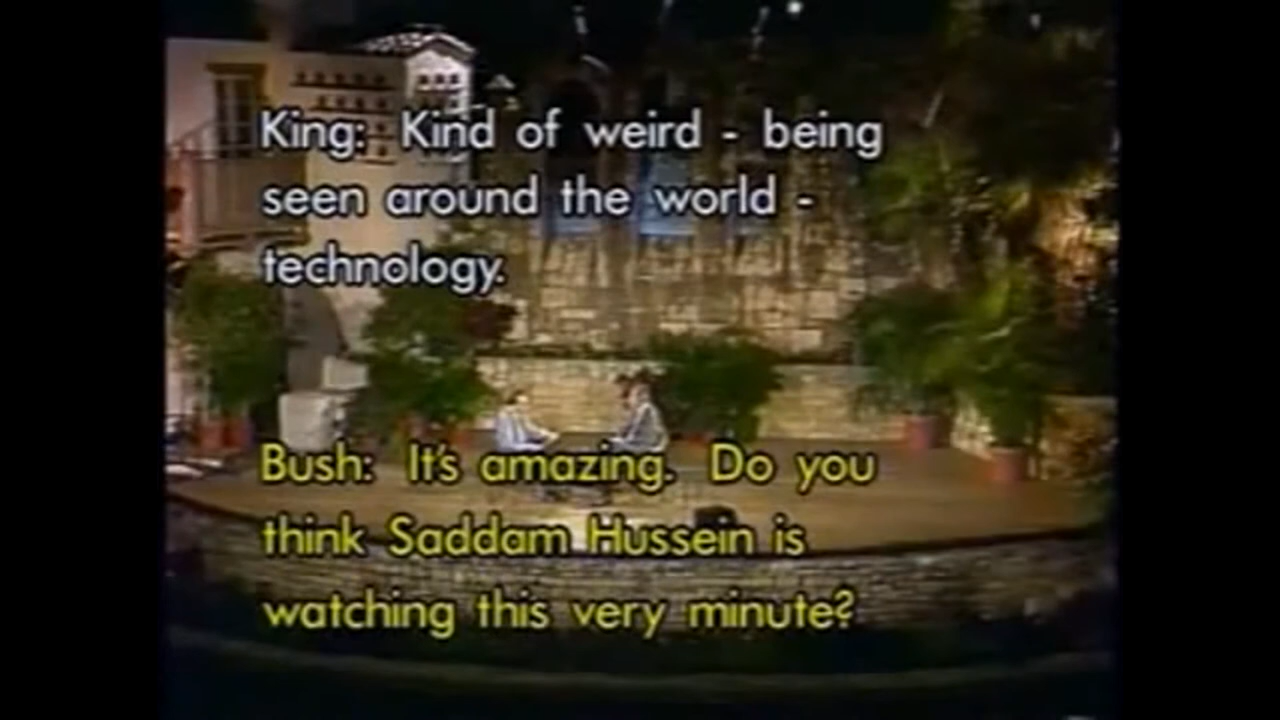 King: Kind of weird - being
seen around the world -
technology.
Bush: It's amazing. Do you
think Saddam Hussein is
watching this very minute?